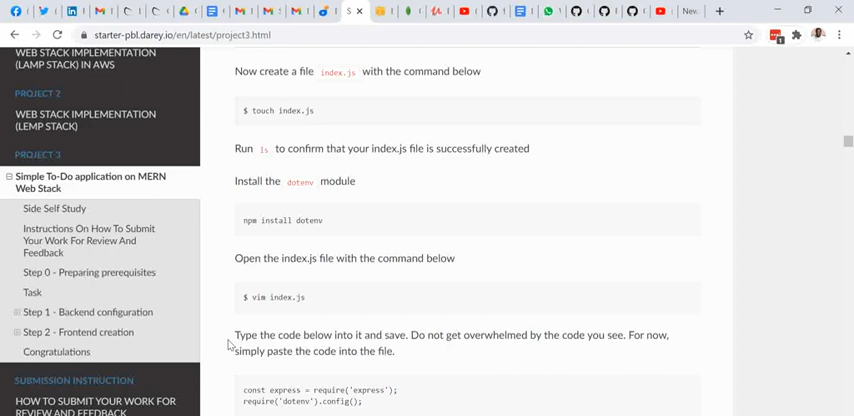 New
starter-pbl.darey.io/en/latest/project3.html
1
WEB STACK IMPLEMENTATION
(LAMP STACK) IN AWS
PROJECT 2
WEB STACK IMPLEMENTATION
(LEMP STACK)
PROJECT 3
Simple To-Do application on MERN
Web Stack
Side Self Study
Instructions On How To Submit
Your Work For Review And
Feedback
Step 0 - Preparing prerequisites
Task
Step 1 - Backend configuration
Step 2 - Frontend creation
Congratulations
SUBMISSION INSTRUCTION
HOW TO SUBMIT YOUR WORK FOR
REVIEW AND FEEDBACK
Now create a file index.js with the command below
$ touch index.js
Run ls to confirm that your index.js file is successfully created
Install the dotenv module
npm install dotenv
Open the index.js file with the command below
$ vim index.js
Type the code below into it and save. Do not get overwhelmed by the code you see. For now,
simply paste the code into the file.
const express = require('express');
require('dotenv').config();